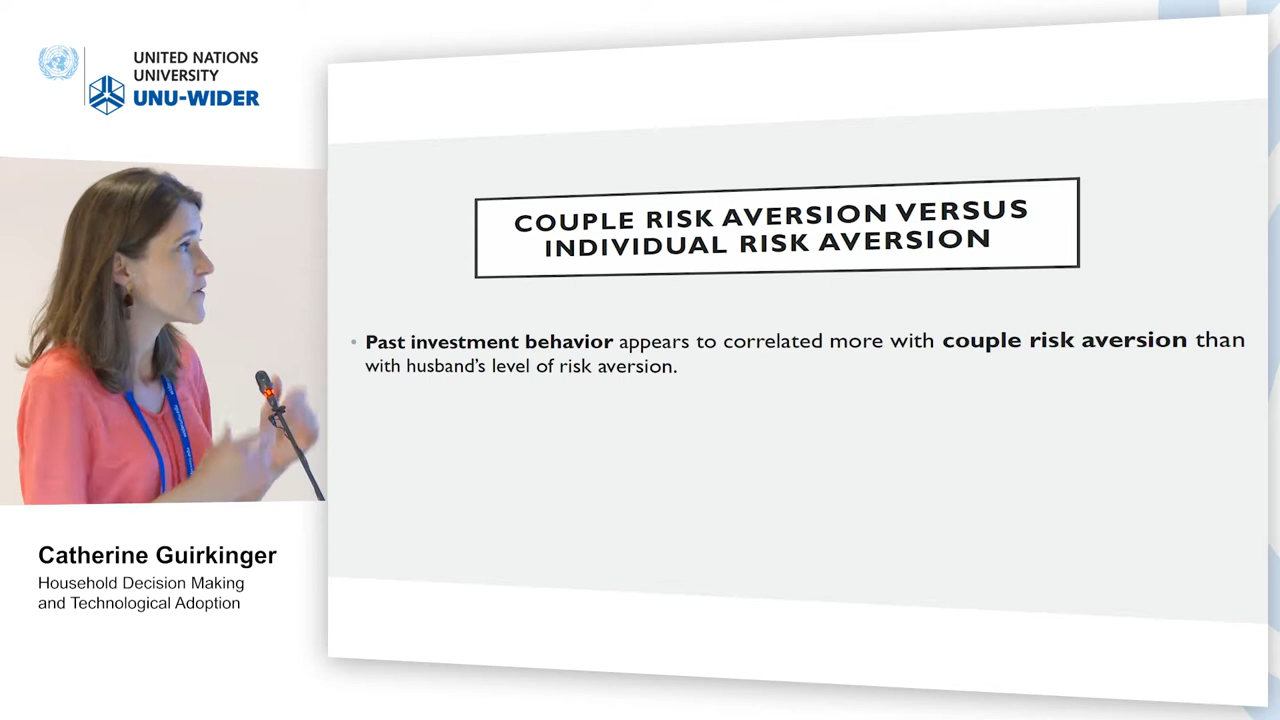 UNITED NATIONS
UNIVERSITY
UNU-WIDER
COUPLE RISK AVERSION VERSUS
INDIVIDUAL RISK AVERSION
• Past investment behavior appears to correlated more with couple risk aversion than
with husband's level of risk aversion.
Catherine Guirkinger
Household Decision Making
and Technological Adoption